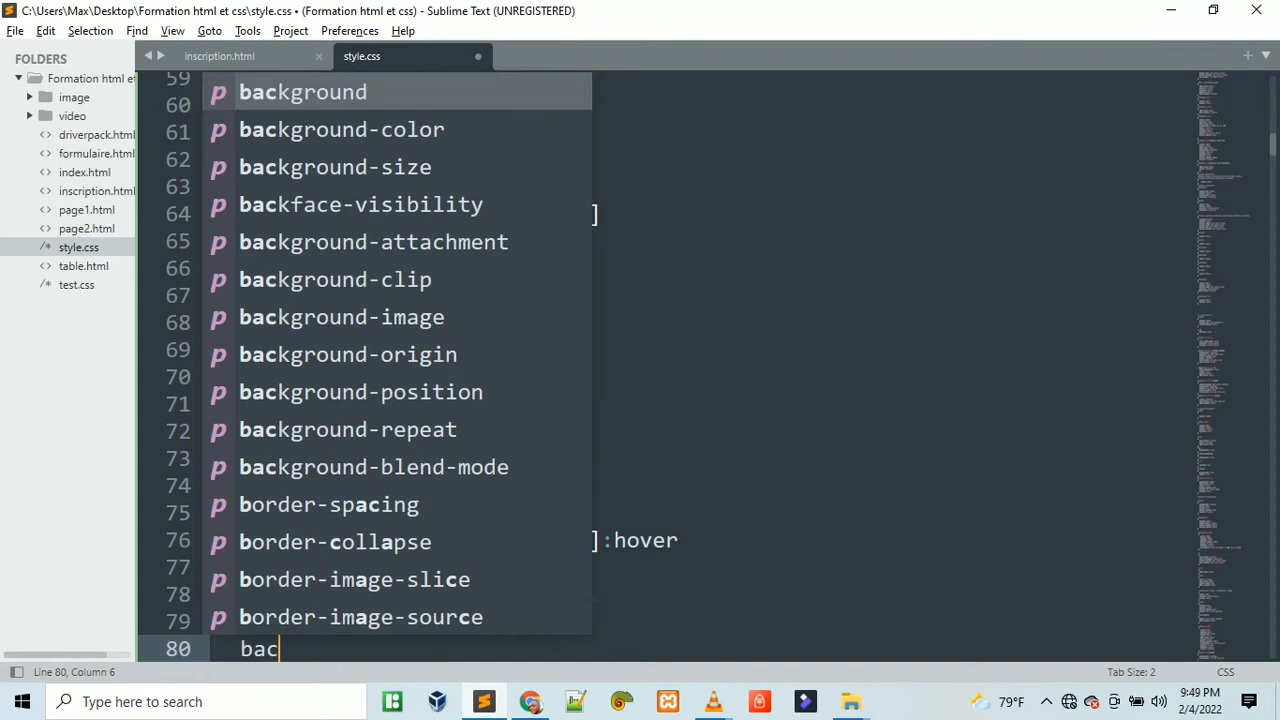 C:\Users\Max\Desktop\Formation html et css\style.css • (Formation html et css) - Sublime Text (UNREGISTERED)
File Edit Selection Find View Goto Tools Project Preferences Help
FOLDERS
Formation html et
image
video
driverpack.html
formulaire.html
index.html
inscription.html
page1.html
page2.html
style.css
table.html
test.css
inscription.html
style.css
59
60
61
62
63
64 ]
65
66
67
68
69
70
71
72
73
74
75
76 ]:hover
77
78
79
80 bac
p background
p background-color
p background-size
p backface-visibility
p background-attachment
p background-clip
p background-image
p background-origin
p background-position
p background-repeat
p background-blend-mode
p border-spacing
p border-collapse
p border-image-slice
p border-image-source
Line 80, Column 6
Tab Size: 2
CSS
Type here to search
79°F
9:49 PM
2/4/2022